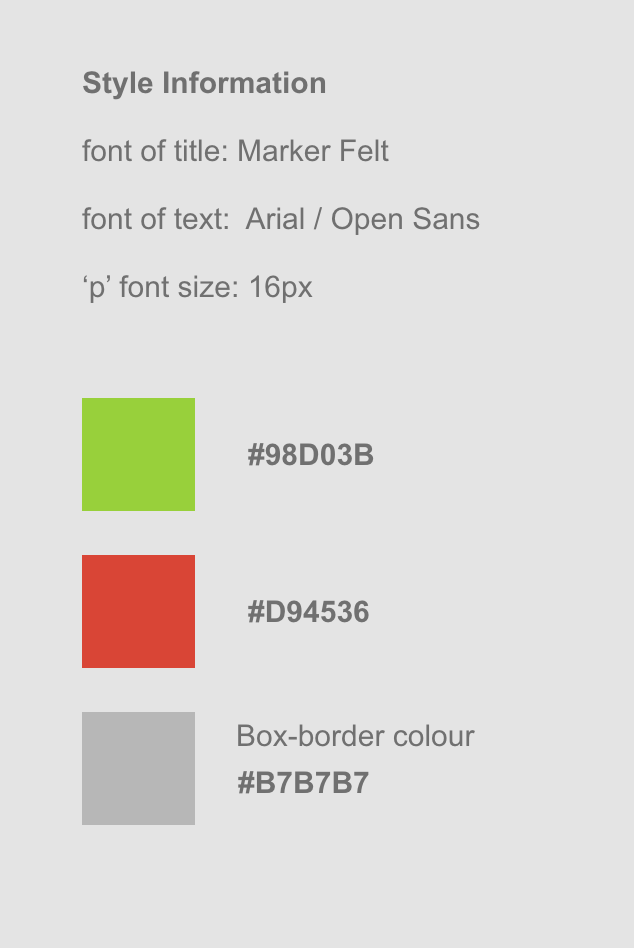 Style Information
font of title: Marker Felt
font of text:  Arial / Open Sans
‘p’ font size: 16px
#98D03B
#D94536
Box-border colour
#B7B7B7